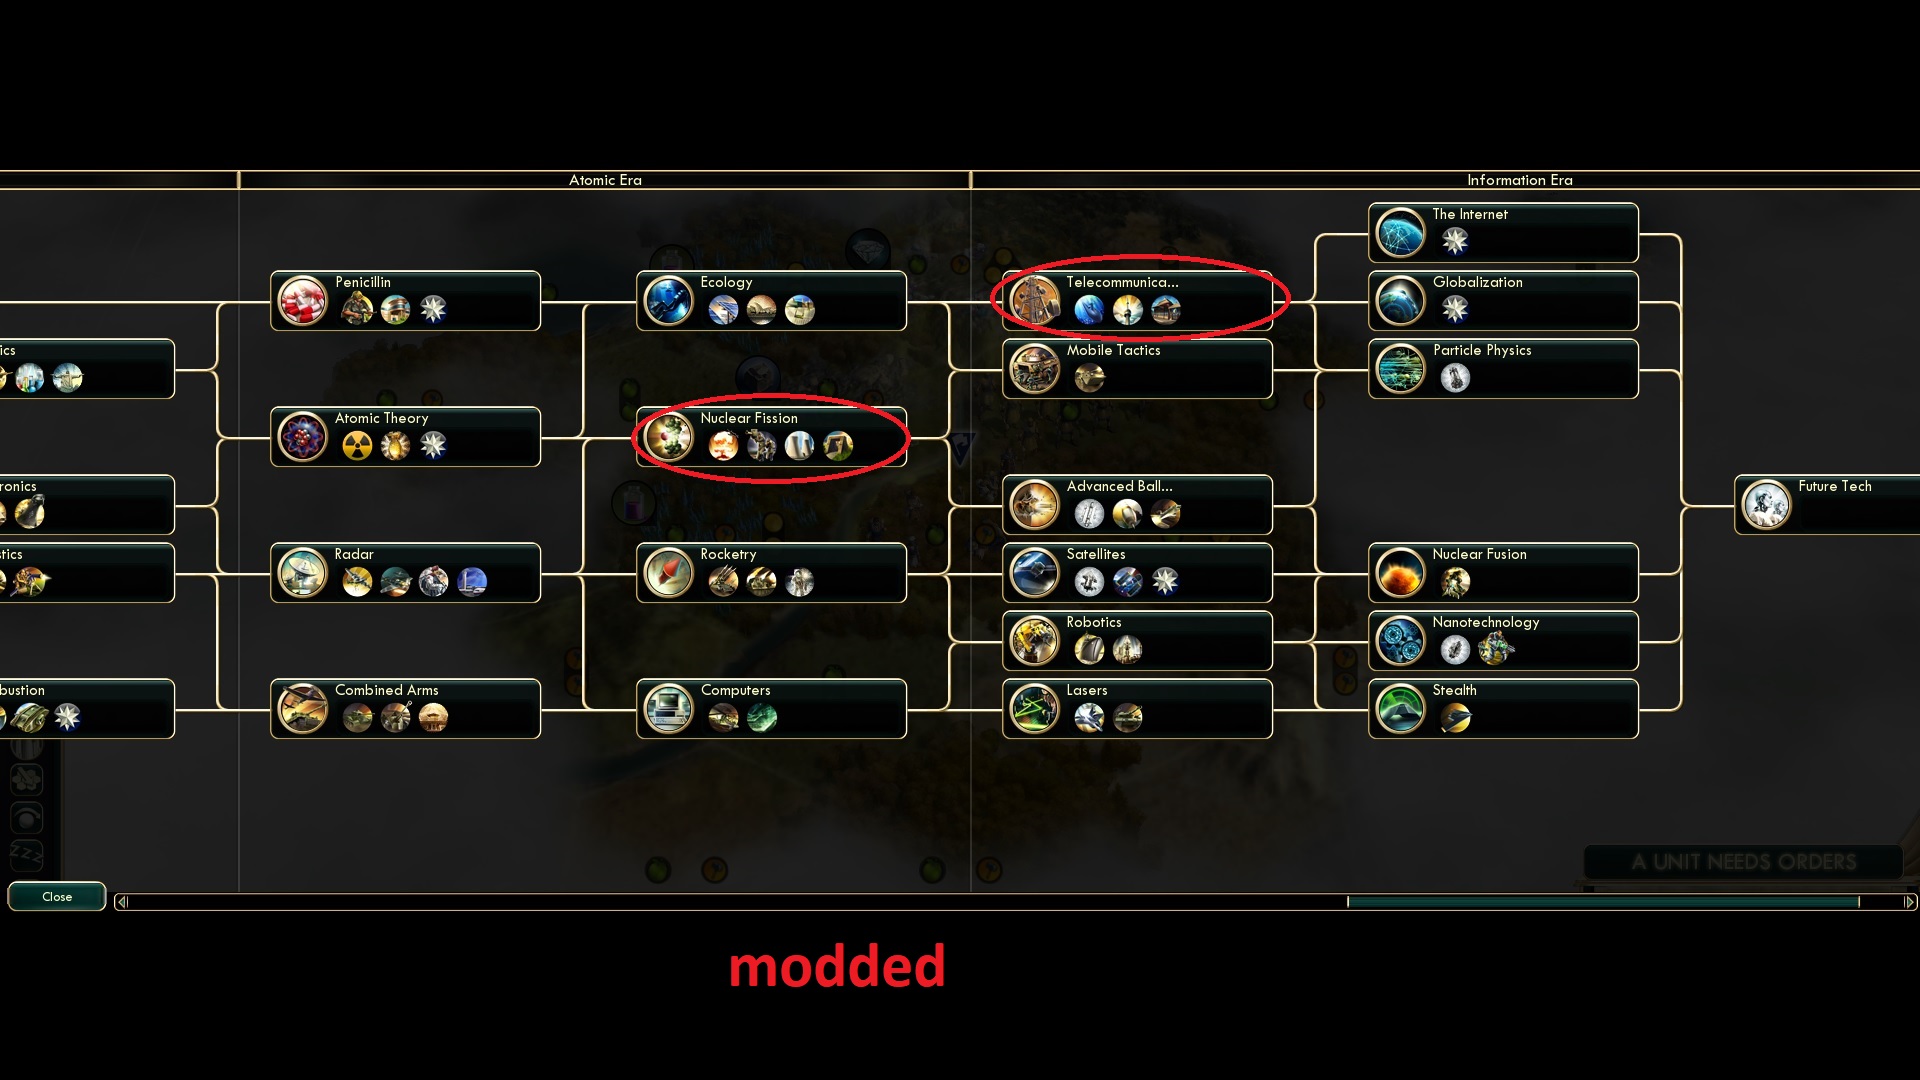 Atomic Era
Information Era
The Internet
Penicillin
Ecology
Telecommunica...
Globalization
ics
Mobile Tactics
Particle Physics
Atomic Theory
Nuclear Fission
ronics
Advanced Ball...
Future Tech
tics
Radar
Rocketry
Satellites
Nuclear Fusion
Robotics
Nanotechnology
bustion
Combined Arms
Computers
Lasers
Stealth
ZZZ
A UNIT NEEDS ORDERS
Close
modded